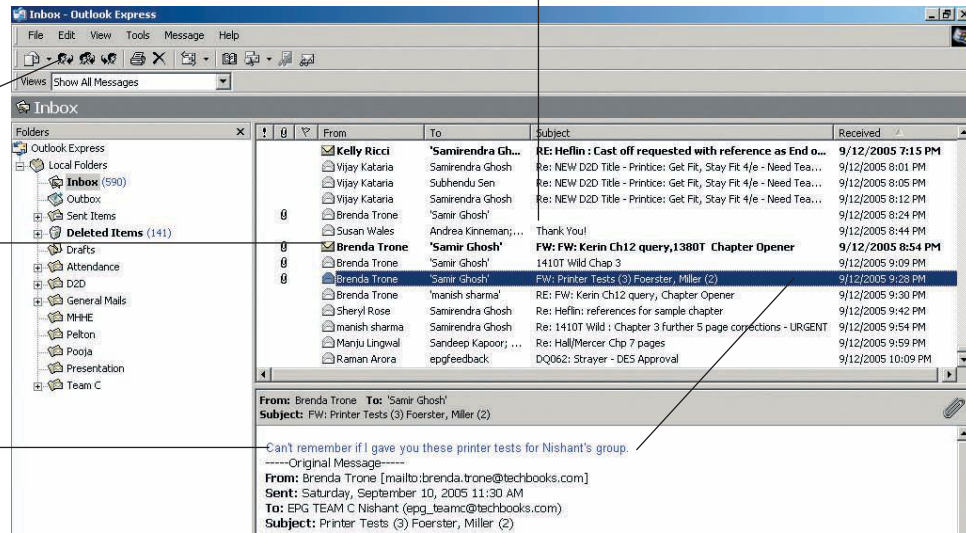 Inbox - Outlook Express
File Edit View Tools Message Help
Views Show All Messages
Inbox
Folders
! From To Subject Received
Outlook Express
Local Folders
Inbox (590)
Outbox
Sent Items
Deleted Items (141)
Drafts
Attendance
D2D
General Mails
MHHE
Pelton
Pooja
Presentation
Team C
Kelly Ricci 'Samirendra Gh... RE: Heflin : Cast off requested with reference as End o... 9/12/2005 7:15 PM
Vijay Kataria Samirendra Ghosh Re: NEW D2D Title - Printice: Get Fit, Stay Fit 4/e - Need Tea... 9/12/2005 8:01 PM
Vijay Kataria Subhendu Sen Re: NEW D2D Title - Printice: Get Fit, Stay Fit 4/e - Need Tea... 9/12/2005 8:05 PM
Vijay Kataria Samirendra Ghosh Re: NEW D2D Title - Printice: Get Fit, Stay Fit 4/e - Need Tea... 9/12/2005 8:12 PM
Brenda Trone 'Samir Ghosh' 9/12/2005 8:24 PM
Susan Wales Andrea Kinneman;... Thank You! 9/12/2005 8:44 PM
Brenda Trone 'Samir Ghosh' FW: FW: Kerin Ch12 query,1380T Chapter Opener 9/12/2005 8:54 PM
Brenda Trone 'Samir Ghosh' 1410T Wild Chap 3 9/12/2005 9:09 PM
Brenda Trone 'Samir Ghosh' FW: Printer Tests (3) Foerster, Miller (2) 9/12/2005 9:28 PM
Brenda Trone 'manish sharma' RE: FW: Kerin Ch12 query, Chapter Opener 9/12/2005 9:30 PM
Sheryl Rose Samirendra Ghosh Re: Heflin: references for sample chapter 9/12/2005 9:42 PM
manish sharma Samirendra Ghosh Re: 1410T Wild : Chapter 3 further 5 page corrections - URGENT 9/12/2005 9:54 PM
Manju Lingwal Sandeep Kapoor; ... Re: Hall/Mercer Chp 7 pages 9/12/2005 9:59 PM
Raman Arora epgfeedback DQ062: Strayer - DES Approval 9/12/2005 10:09 PM
From: Brenda Trone To: 'Samir Ghosh'
Subject: FW: Printer Tests (3) Foerster, Miller (2)
Can't remember if I gave you these printer tests for Nishant's group.
-----Original Message-----
From: Brenda Trone [mailto:brenda.trone@techbooks.com]
Sent: Saturday, September 10, 2005 11:30 AM
To: EPG TEAM C Nishant (epg_teamc@techbooks.com)
Subject: Printer Tests (3) Foerster, Miller (2)